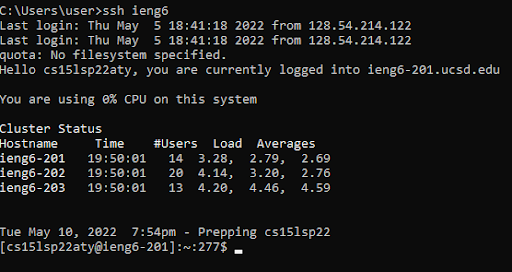 C:\Users\user>ssh ieng6
Last login: Thu May  5 18:41:18 2022 from 128.54.214.122
Last login: Thu May  5 18:41:18 2022 from 128.54.214.122
quota: No filesystem specified.
Hello cs15lsp22aty, you are currently logged into ieng6-201.ucsd.edu
You are using 0% CPU on this system
Cluster Status
Hostname     Time    #Users  Load  Averages
ieng6-201   19:50:01   14  3.28,  2.79,  2.69
ieng6-202   19:50:01   20  4.14,  3.20,  2.76
ieng6-203   19:50:01   13  4.20,  4.46,  4.59
Tue May 10, 2022  7:54pm - Prepping cs15lsp22
[cs15lsp22aty@ieng6-201]:~:277$